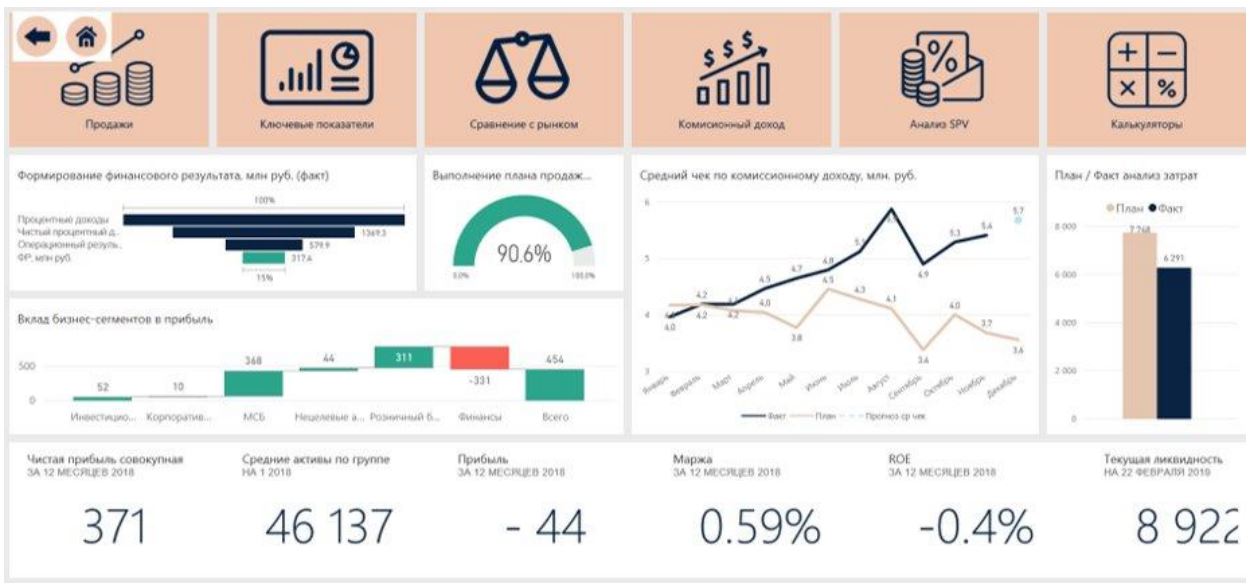 Продажи
Ключевые показатели
Сравнение с рынком
Комисионный доход
Анализ SPV
Калькуляторы
Формирование финансового результата, млн руб. (факт)
100%
Процентные доходы
Чистый процентный д... 1369.3
Операционный резуль... 579.9
ФР, млн руб. 317.4
15%
Выполнение плана продаж...
90.6%
0.0% 100.0%
Вклад бизнес-сегментов в прибыль
500
0
52
10
368
44
311
-331
454
Инвестицио... Корпоратив... МСБ Нецелевые а... Розничный б... Финансы Всего
Средний чек по комиссионному доходу, млн. руб.
6
5
4
3
4.0
4.2
4.2
4.2
4.5
4.0
4.7
3.8
4.8
4.5
5.1
4.3
4.1
4.9
3.4
5.3
4.0
5.4
3.7
5.7
3.6
Январь Февраль Март Апрель Май Июнь Июль Август Сентябрь Октябрь Ноябрь Декабрь
Факт План Прогноз ср чек
План / Факт анализ затрат
План Факт
8 000
6 000
4 000
2 000
0
7 768
6 291
Чистая прибыль совокупная
ЗА 12 МЕСЯЦЕВ 2018
371
Средние активы по группе
НА 1 2018
46 137
Прибыль
ЗА 12 МЕСЯЦЕВ 2018
- 44
Маржа
ЗА 12 МЕСЯЦЕВ 2018
0.59%
ROE
ЗА 12 МЕСЯЦЕВ 2018
-0.4%
Текущая ликвидность
НА 22 ФЕВРАЛЯ 2019
8 922